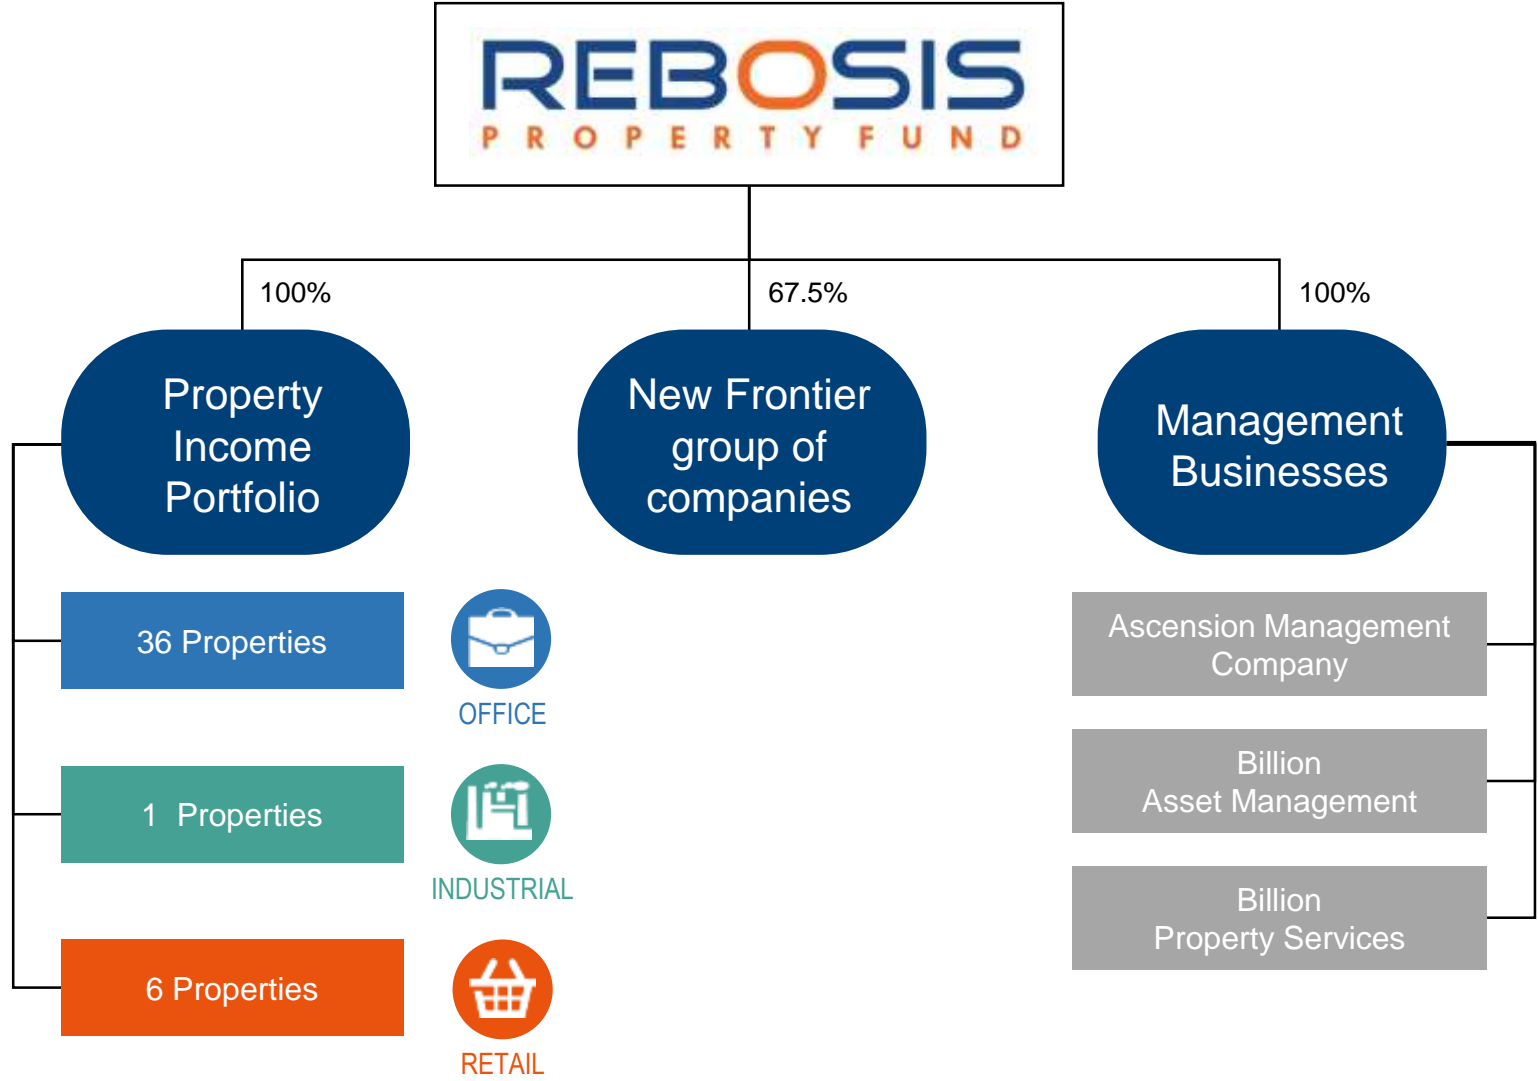 REBOSIS
PROPERTY FUND
100%
67.5%
100%
Property
Income
Portfolio
New Frontier
group of
companies
Management
Businesses
36 Properties
OFFICE
1 Properties
INDUSTRIAL
6 Properties
RETAIL
Ascension Management
Company
Billion
Asset Management
Billion
Property Services